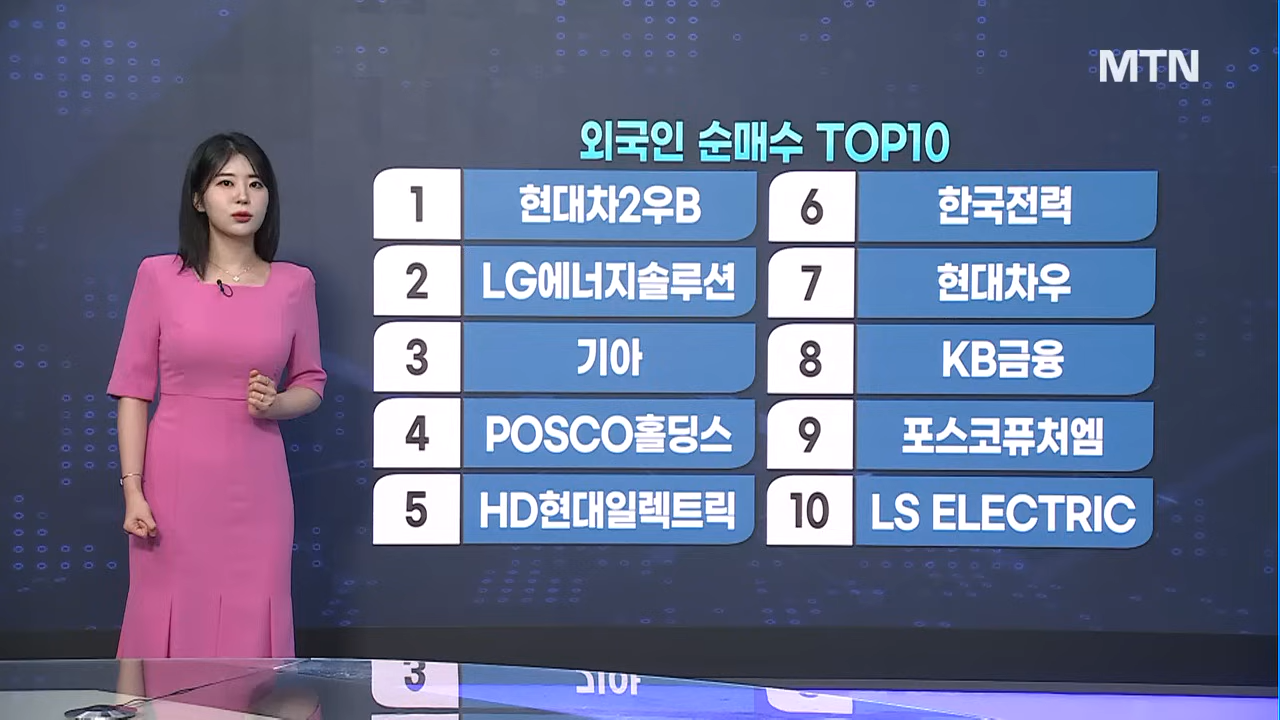 MTN
외국인 순매수 TOP10
1 현대차2우B
2 LG에너지솔루션
3 기아
4 POSCO홀딩스
5 HD현대일렉트릭
6 한국전력
7 현대차우
8 KB금융
9 포스코퓨처엠
10 LS ELECTRIC
3 기아